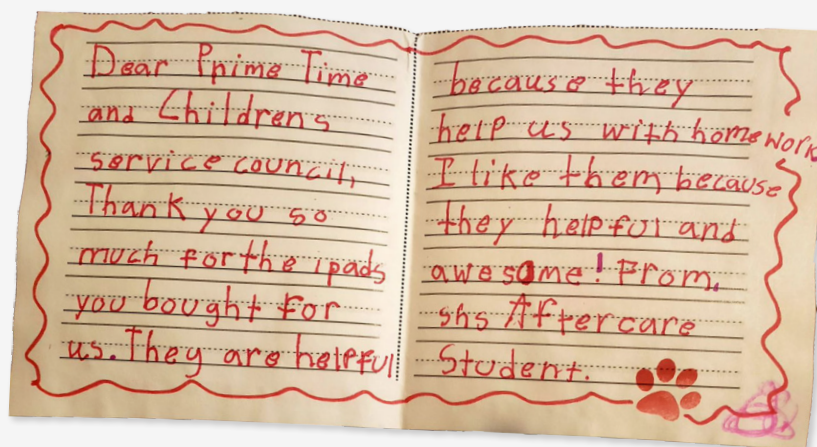 Dear Prime Time
and Childrens
service council,
Thank you so
much for the ipads
you bought for
us. They are helpful
because they
help us with homework
I like them because
they helpful and
awesome! From,
shs Aftercare
Student.